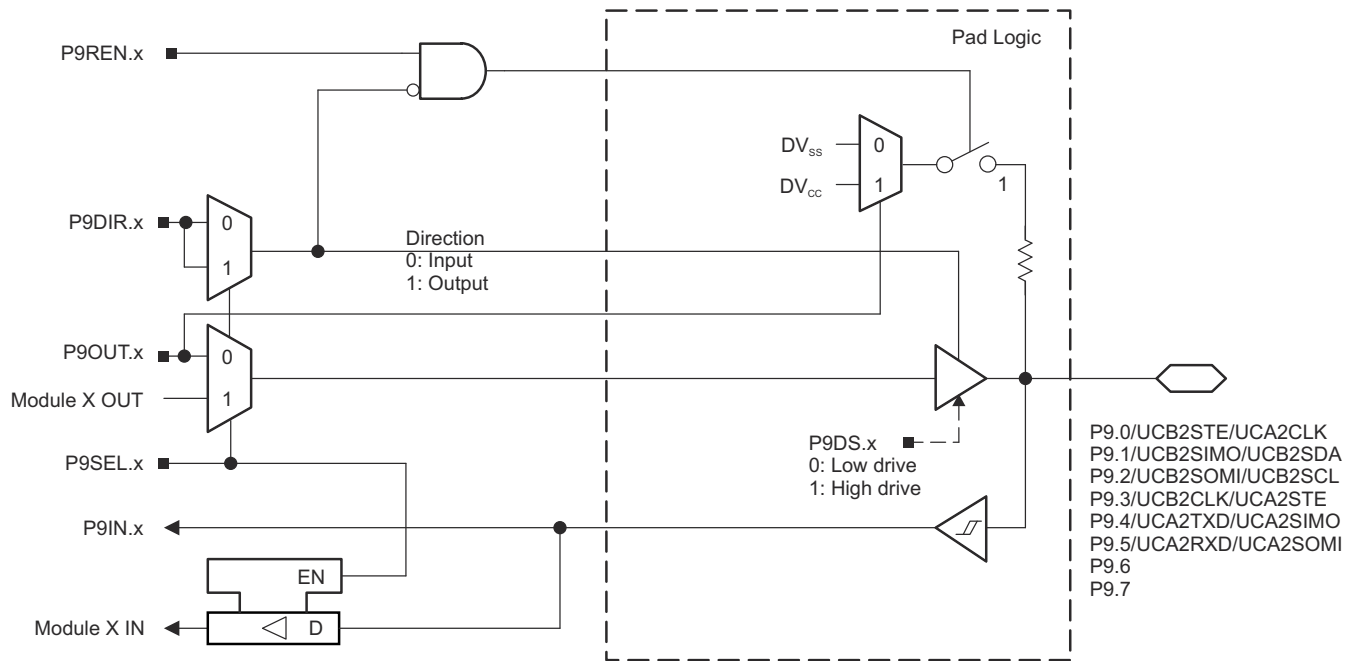 Pad Logic
P9REN.x
DVSS
0
DVCC
1
1
P9DIR.x
0
1
Direction
0: Input
1: Output
P9OUT.x
0
Module X OUT
1
P9DS.x
0: Low drive
1: High drive
P9SEL.x
P9IN.x
EN
Module X IN
D
P9.0/UCB2STE/UCA2CLK
P9.1/UCB2SIMO/UCB2SDA
P9.2/UCB2SOMI/UCB2SCL
P9.3/UCB2CLK/UCA2STE
P9.4/UCA2TXD/UCA2SIMO
P9.5/UCA2RXD/UCA2SOMI
P9.6
P9.7